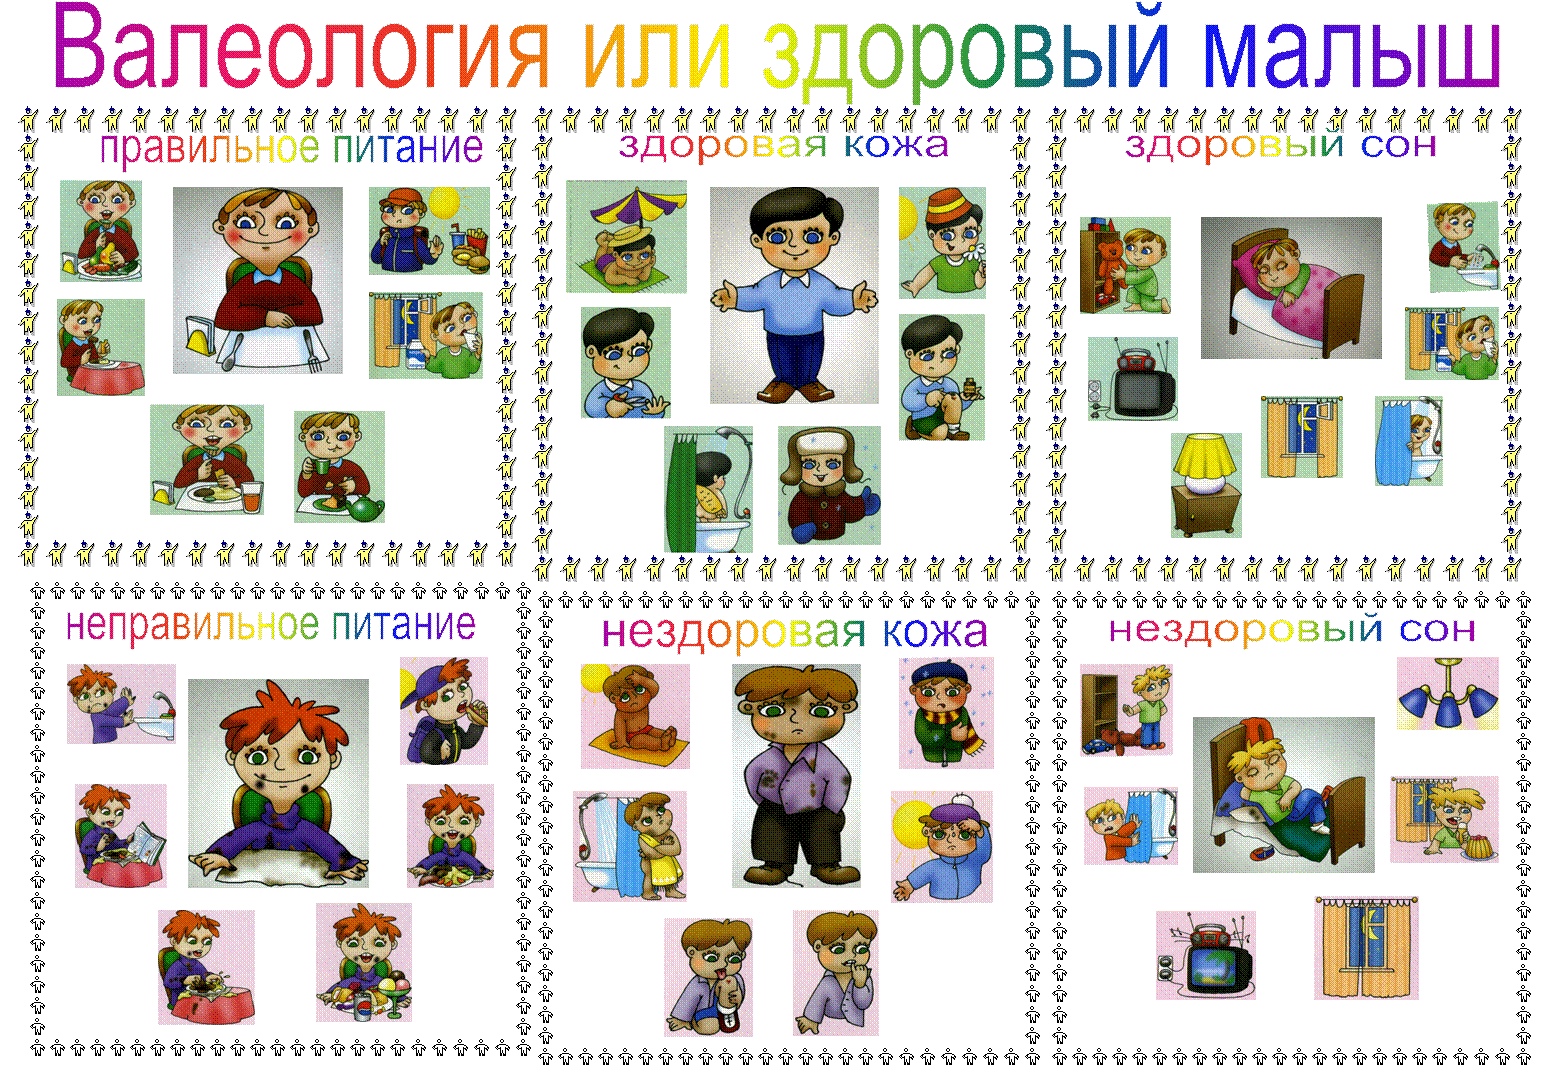 Валеология или здоровый малыш
правильное питание
здоровая кожа
здоровый сон
неправильное питание
нездоровая кожа
нездоровый сон